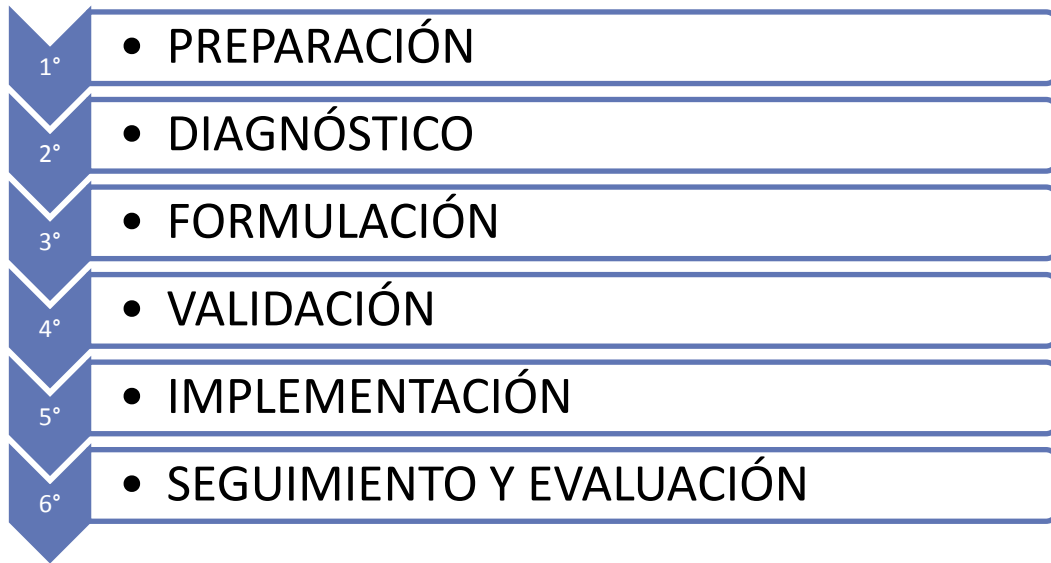 1°
• PREPARACIÓN
2°
• DIAGNÓSTICO
3°
• FORMULACIÓN
4°
• VALIDACIÓN
5°
• IMPLEMENTACIÓN
6°
• SEGUIMIENTO Y EVALUACIÓN